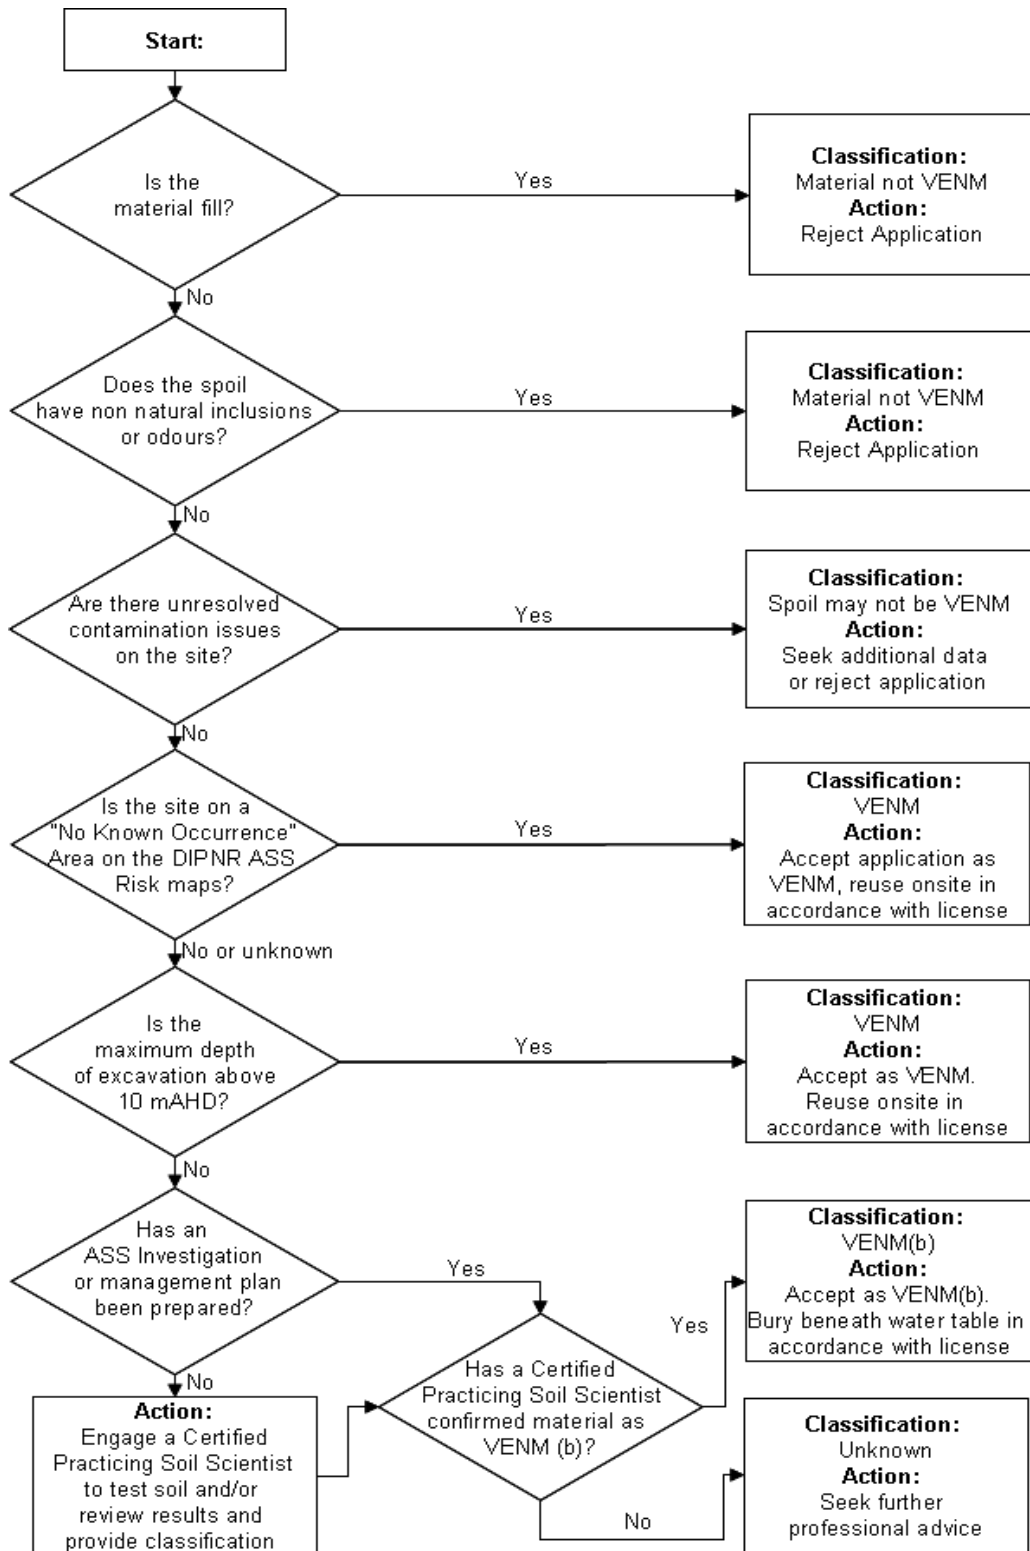 Start:
Is the
material fill?
Yes
Classification:
Material not VENM
Action:
Reject Application
No
Does the spoil
have non natural inclusions
or odours?
Yes
Classification:
Material not VENM
Action:
Reject Application
No
Are there unresolved
contamination issues
on the site?
Yes
Classification:
Spoil may not be VENM
Action:
Seek additional data
or reject application
No
Is the site on a
"No Known Occurrence"
Area on the DIPNR ASS
Risk maps?
Yes
Classification:
VENM
Action:
Accept application as
VENM, reuse onsite in
accordance with license
No or unknown
Is the
maximum depth
of excavation above
10 mAHD?
Yes
Classification:
VENM
Action:
Accept as VENM.
Reuse onsite in
accordance with license
No
Has an
ASS Investigation
or management plan
been prepared?
Yes
Has a Certified
Practicing Soil Scientist
confirmed material as
VENM (b)?
Yes
Classification:
VENM(b)
Action:
Accept as VENM(b).
Bury beneath water table in
accordance with license
No
Action:
Engage a Certified
Practicing Soil Scientist
to test soil and/or
review results and
provide classification
No
Classification:
Unknown
Action:
Seek further
professional advice